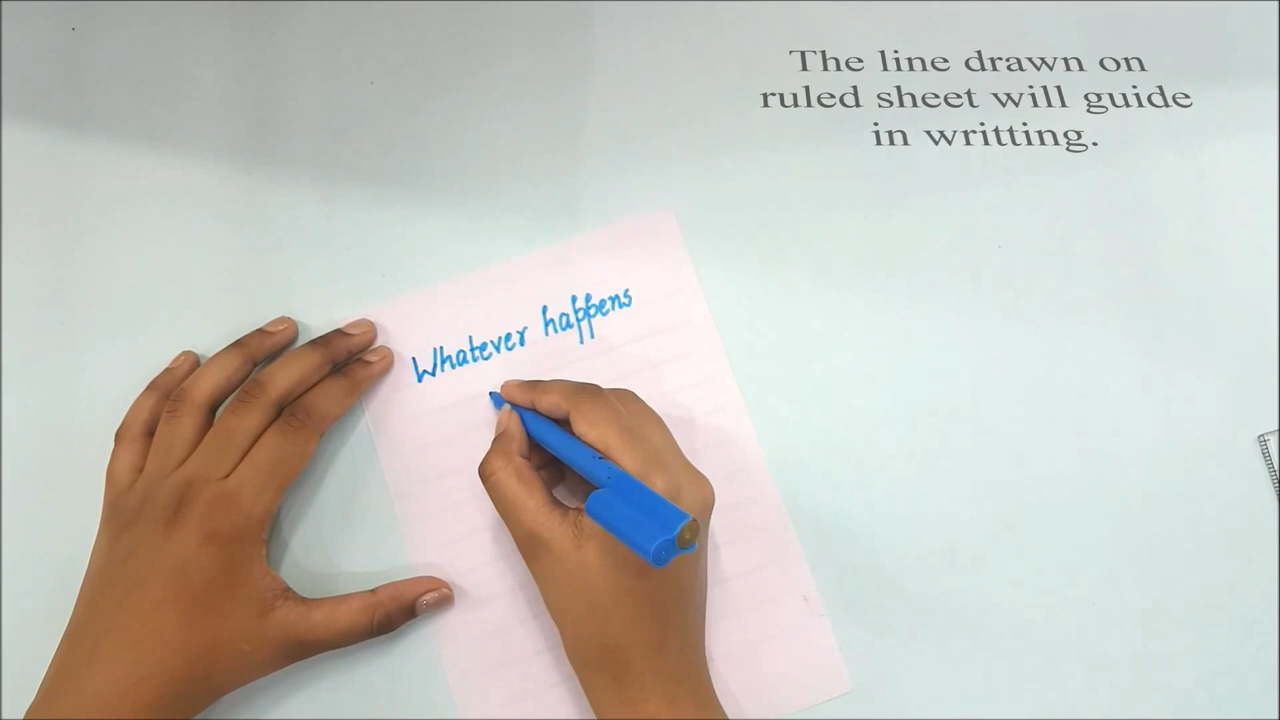 The line drawn on
ruled sheet will guide
in writting.
Whatever happens